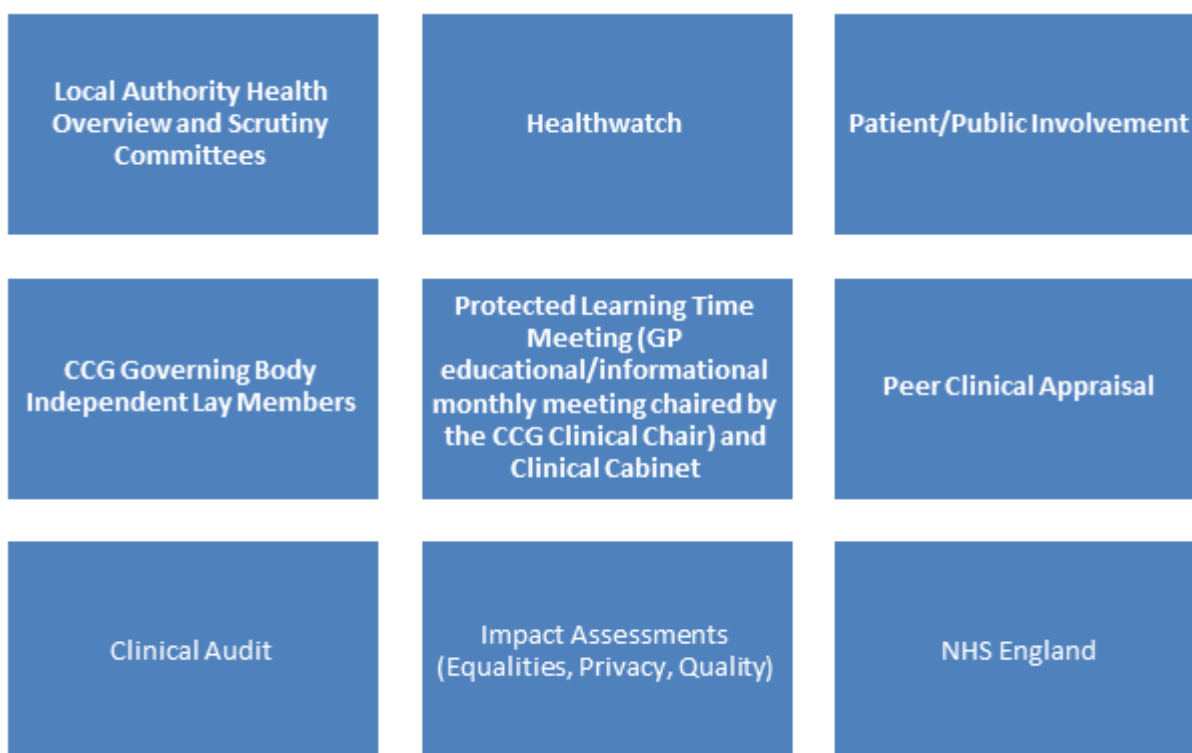 Local Authority Health
Overview and Scrutiny
Committees
Healthwatch
Patient/Public Involvement
CCG Governing Body
Independent Lay Members
Protected Learning Time
Meeting (GP
educational/informational
monthly meeting chaired by
the CCG Clinical Chair) and
Clinical Cabinet
Peer Clinical Appraisal
Clinical Audit
Impact Assessments
(Equalities, Privacy, Quality)
NHS England